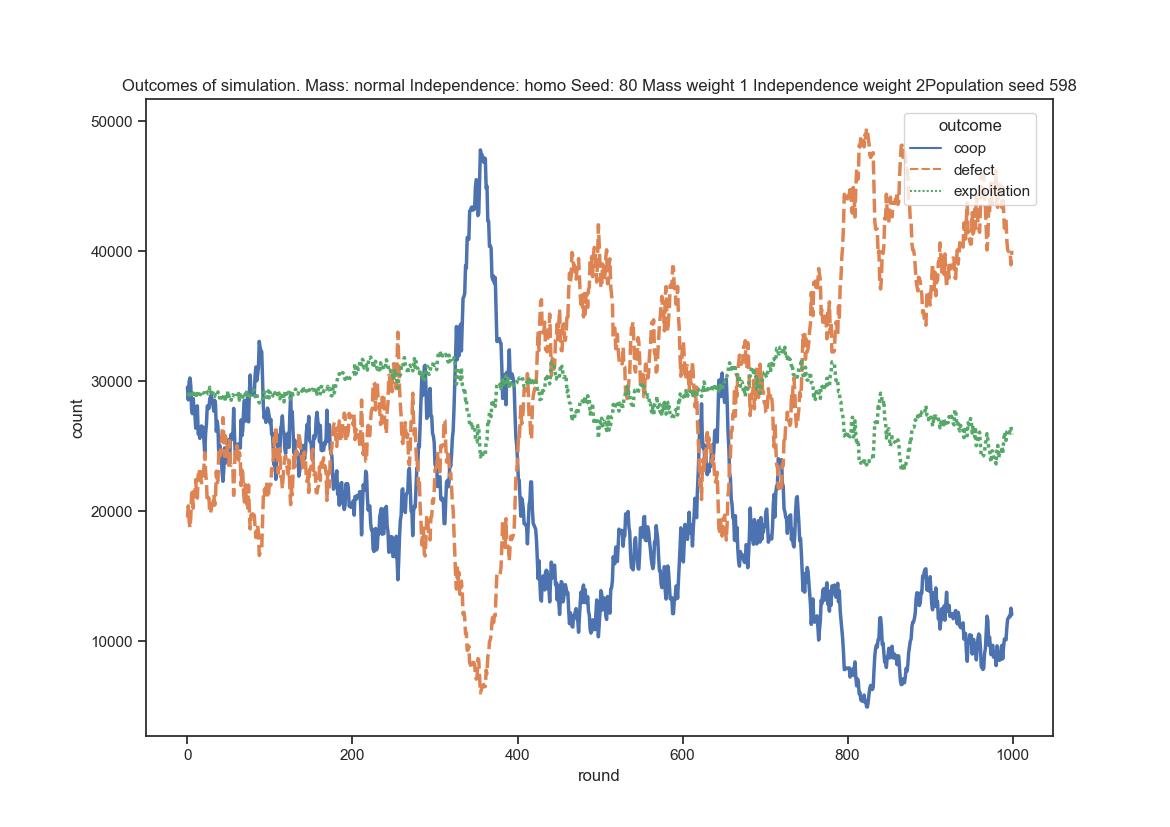 Outcomes of simulation. Mass: normal Independence: homo Seed: 80 Mass weight 1 Independence weight 2Population seed 598
outcome
coop
defect
exploitation
50000
40000
30000
20000
10000
count
0 200 400 600 800 1000
round